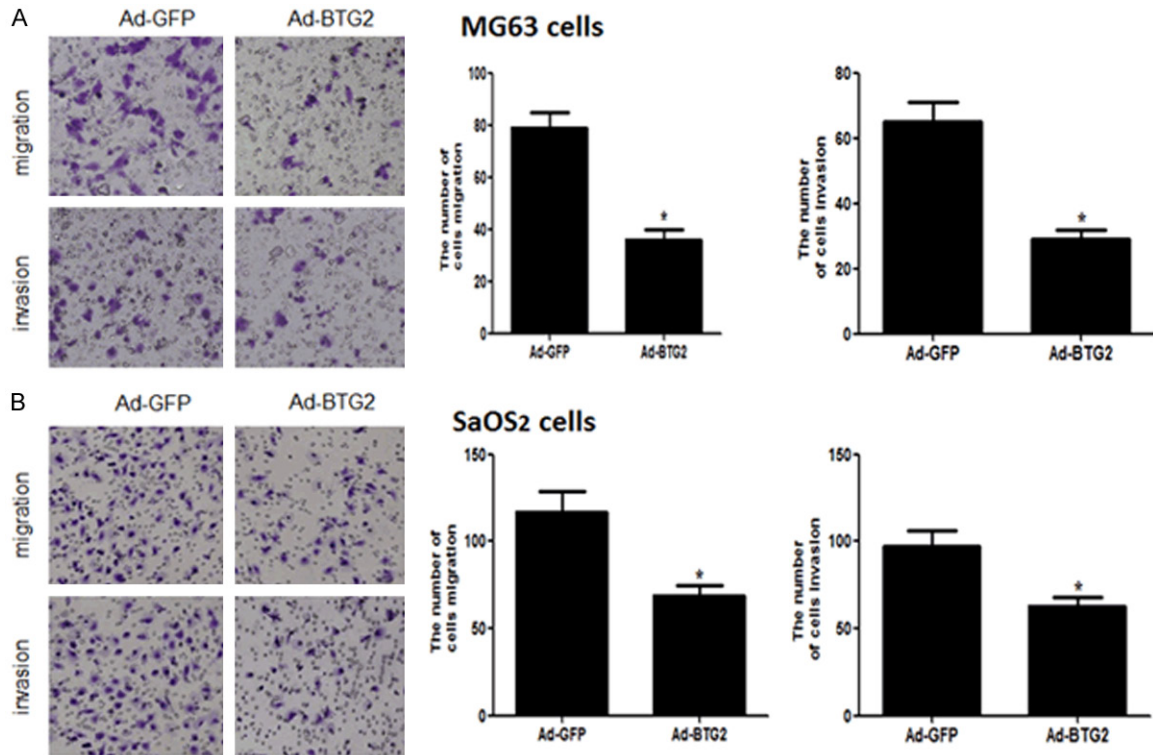 A
Ad-GFP
Ad-BTG2
migration
invasion
MG63 cells
The number of
cells migration
100
80
60
40
20
0
*
Ad-GFP
Ad-BTG2
The number
of cells invasion
80
60
40
20
0
*
Ad-GFP
Ad-BTG2
B
Ad-GFP
Ad-BTG2
migration
invasion
SaOS2 cells
The number of
cells migration
150
100
50
0
*
Ad-GFP
Ad-BTG2
The number
of cells invasion
150
100
50
0
*
Ad-GFP
Ad-BTG2